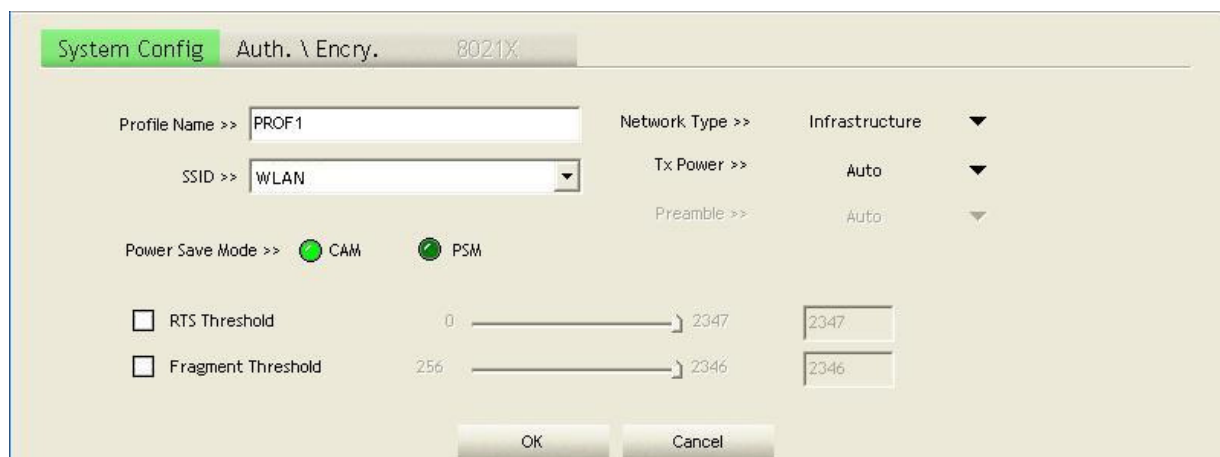 System Config Auth. \ Encry. 8021X
Profile Name >> PROF1 Network Type >> Infrastructure
SSID >> WLAN Tx Power >> Auto
Preamble >> Auto
Power Save Mode >> CAM PSM
RTS Threshold 0 2347 2347
Fragment Threshold 256 2346 2346
OK Cancel